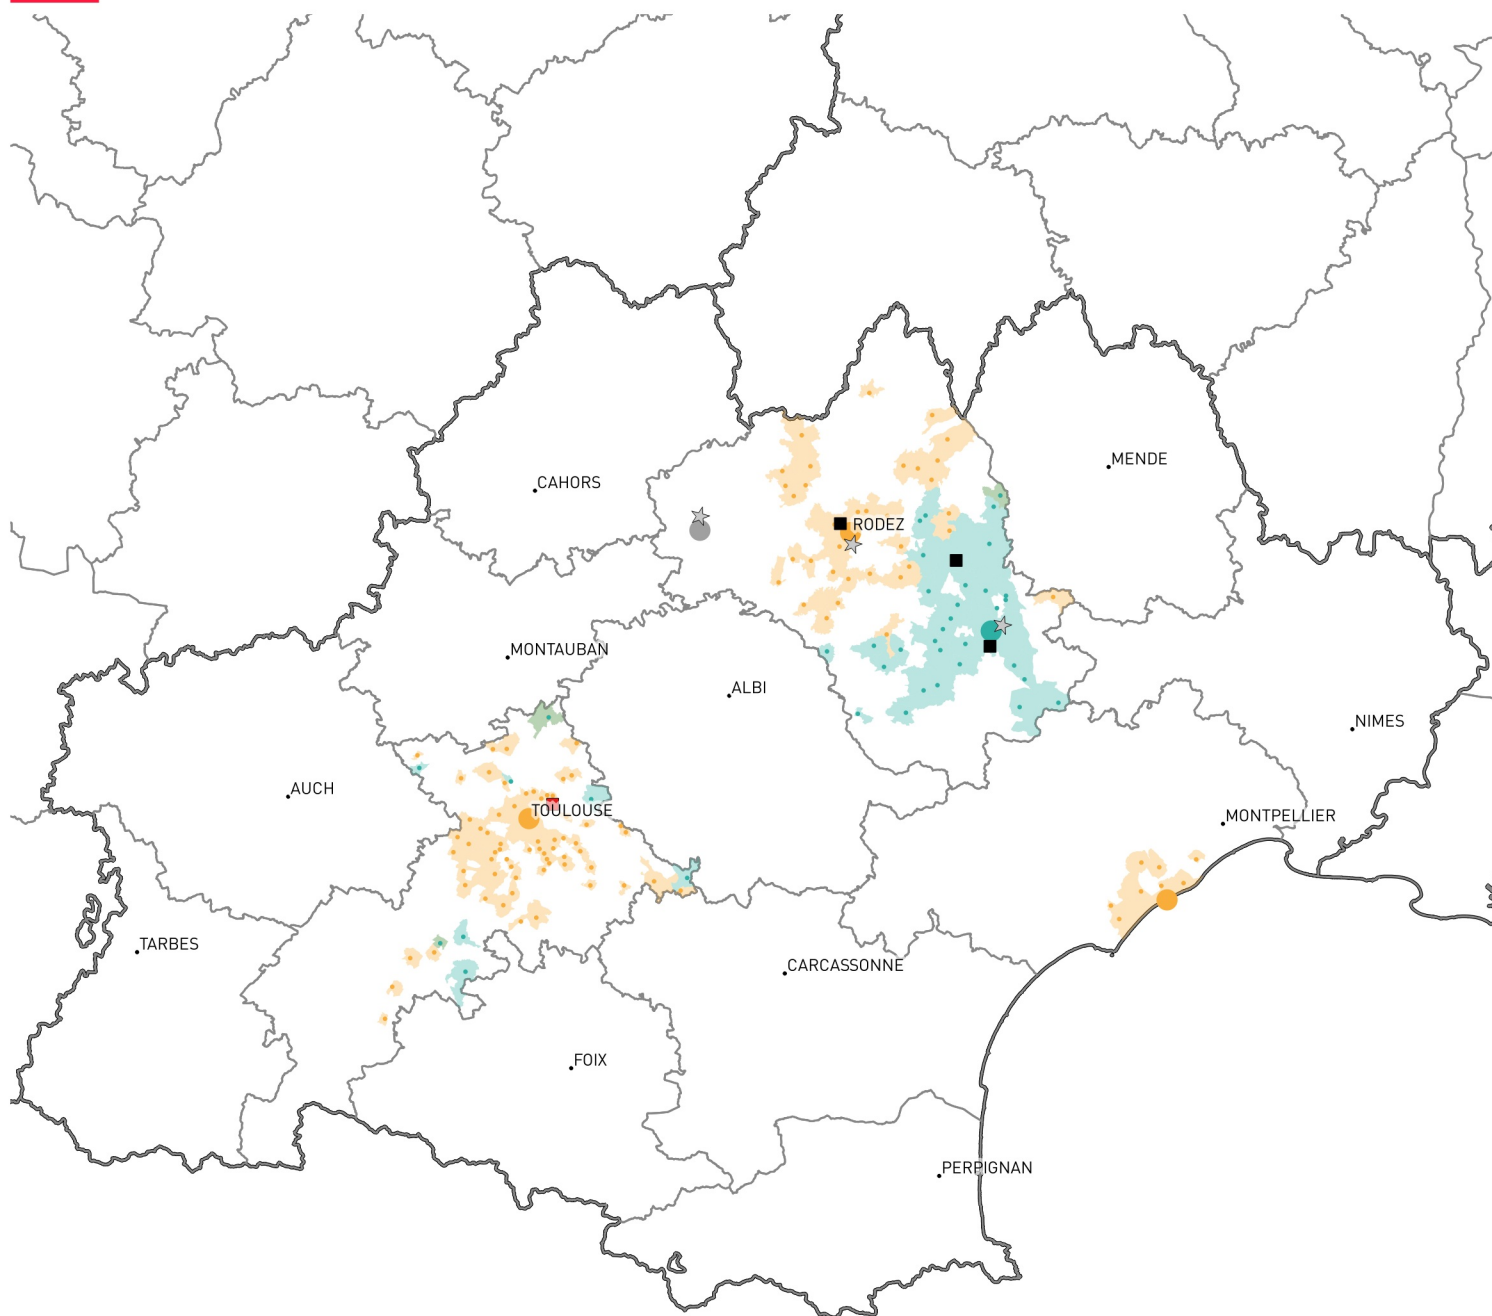 MENDE
CAHORS
RODEZ
MONTAUBAN
ALBI
NIMES
AUCH
TOULOUSE
MONTPELLIER
TARBES
CARCASSONNE
FOIX
PERPIGNAN